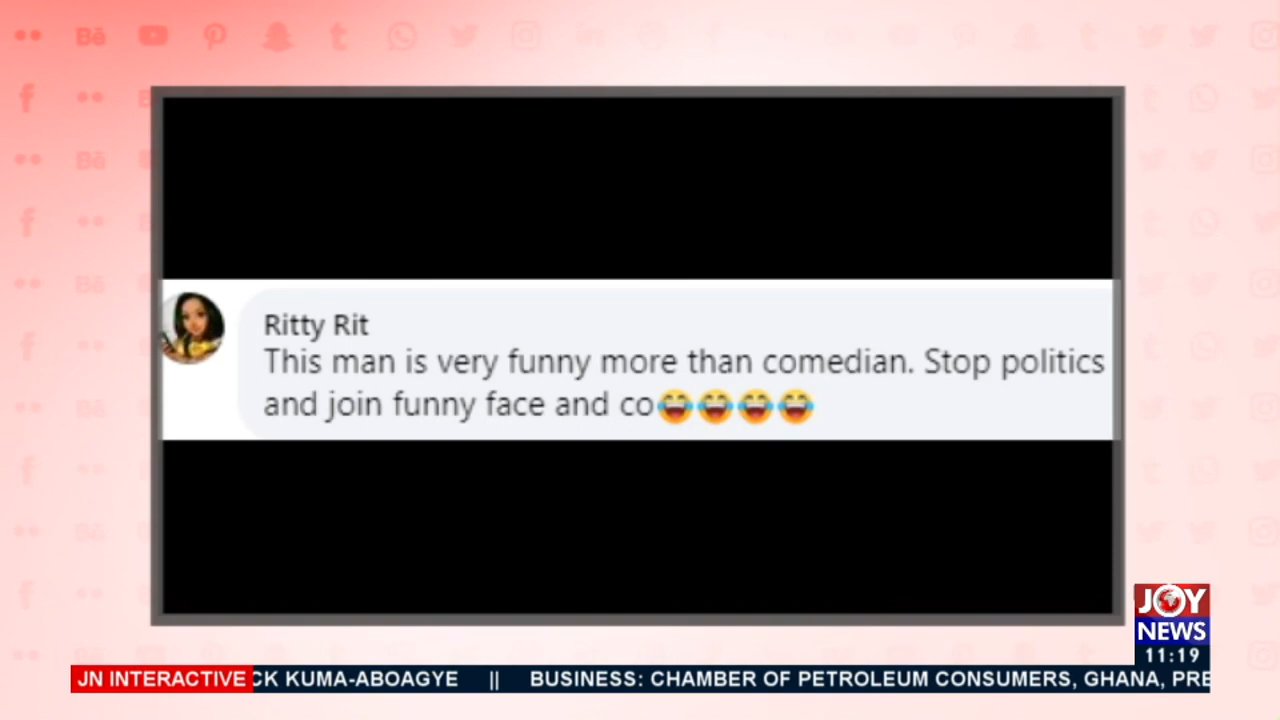 Ritty Rit
This man is very funny more than comedian. Stop politics
and join funny face and co😂😂😂😂
JOY
NEWS
11:19
JN INTERACTIVE CK KUMA-ABOAGYE || BUSINESS: CHAMBER OF PETROLEUM CONSUMERS, GHANA, PRE